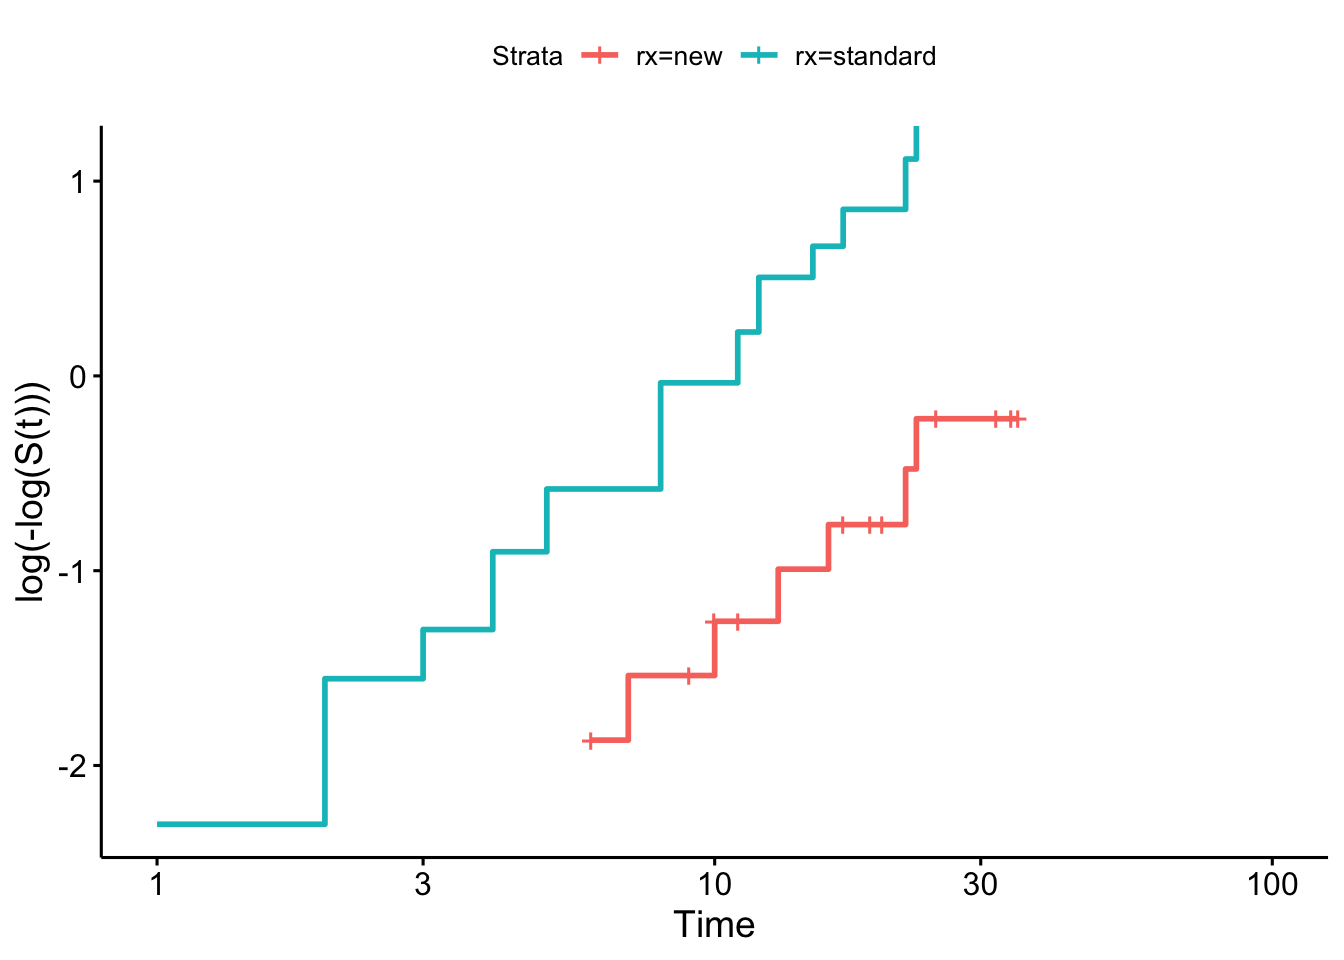 Strata rx=new rx=standard
1
0
-1
-2
log(-log(S(t)))
1 3 10 30 100
Time